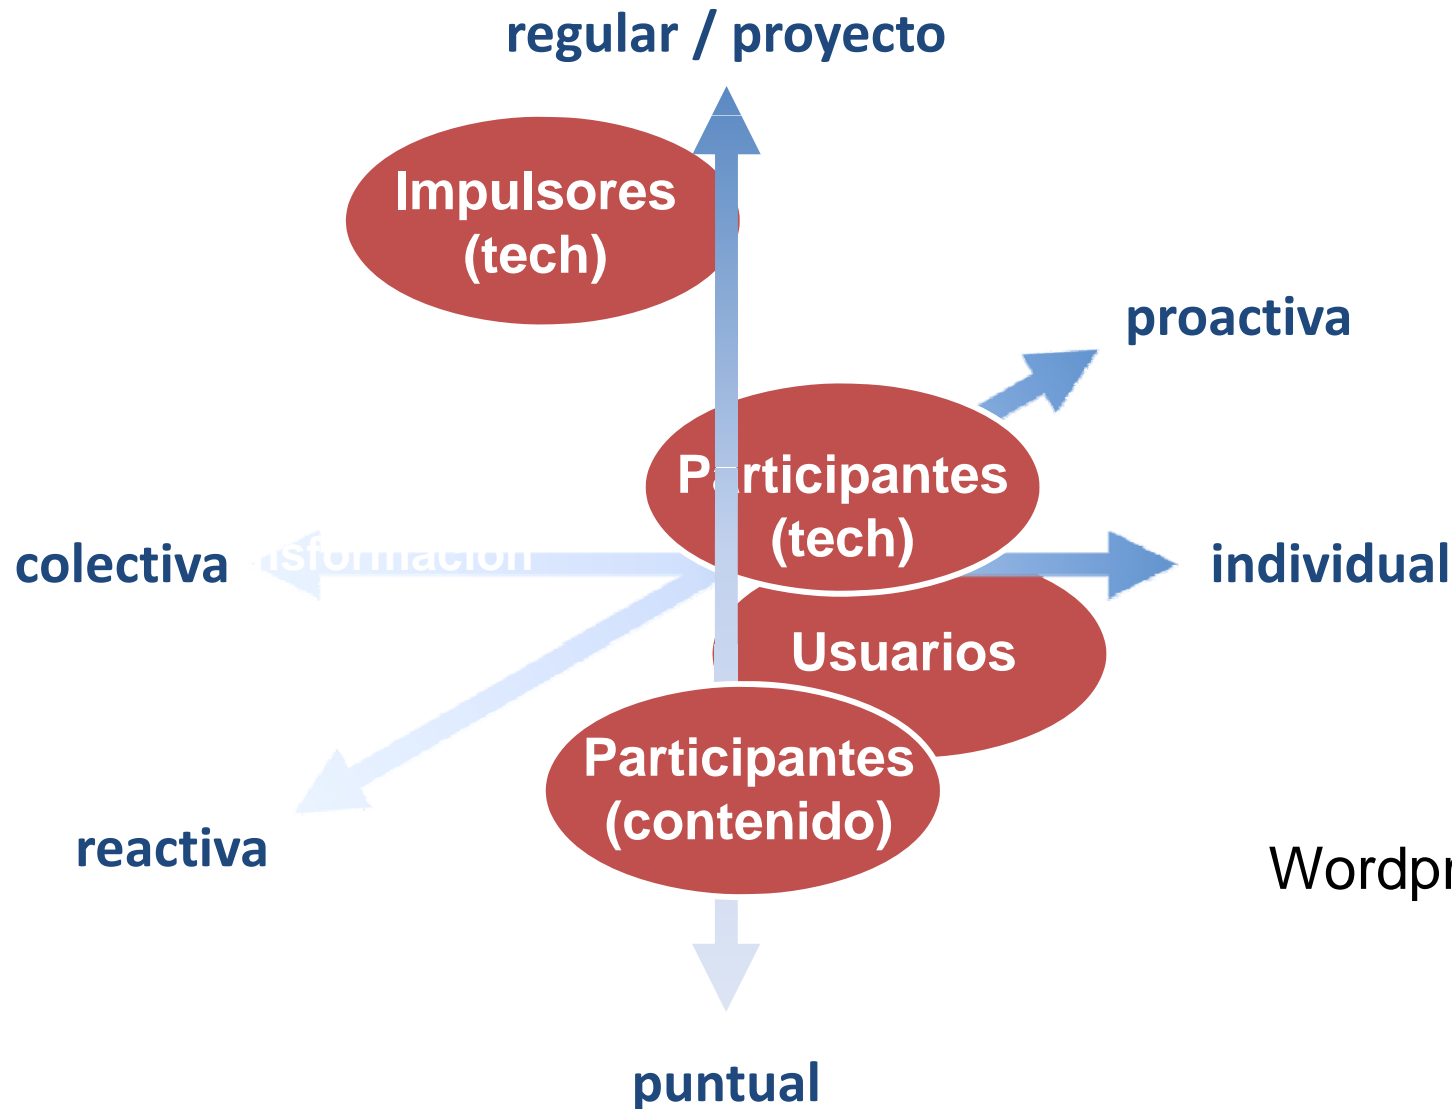 regular / proyecto
Impulsores
(tech)
proactiva
Participantes
(tech)
colectiva
individual
Usuarios
Participantes
(contenido)
reactiva
puntual